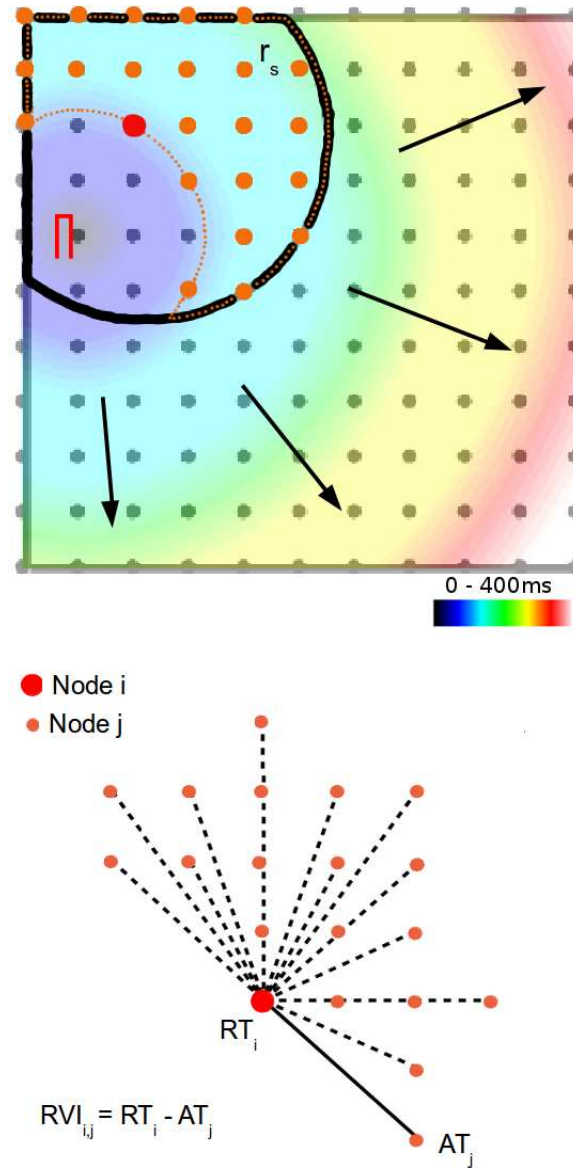 r_s
0 - 400ms
Node i
Node j
RT_i
RVI_i,j = RT_i - AT_j
AT_j